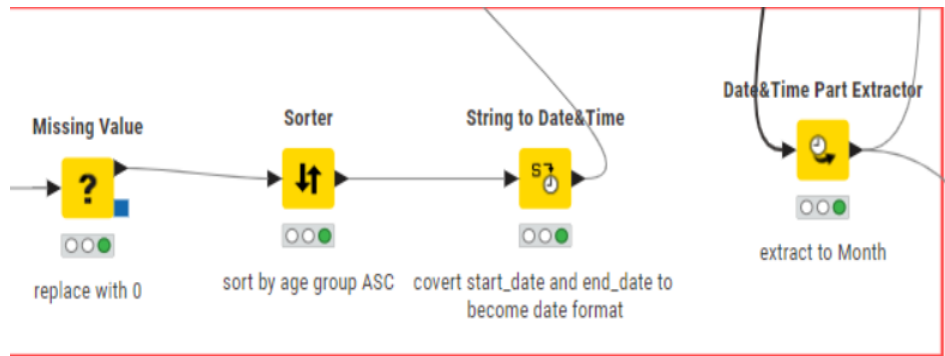 Date&Time Part Extractor
Missing Value
Sorter
String to Date&Time
?
S
extract to Month
replace with 0
sort by age group ASC
covert start_date and end_date to
become date format